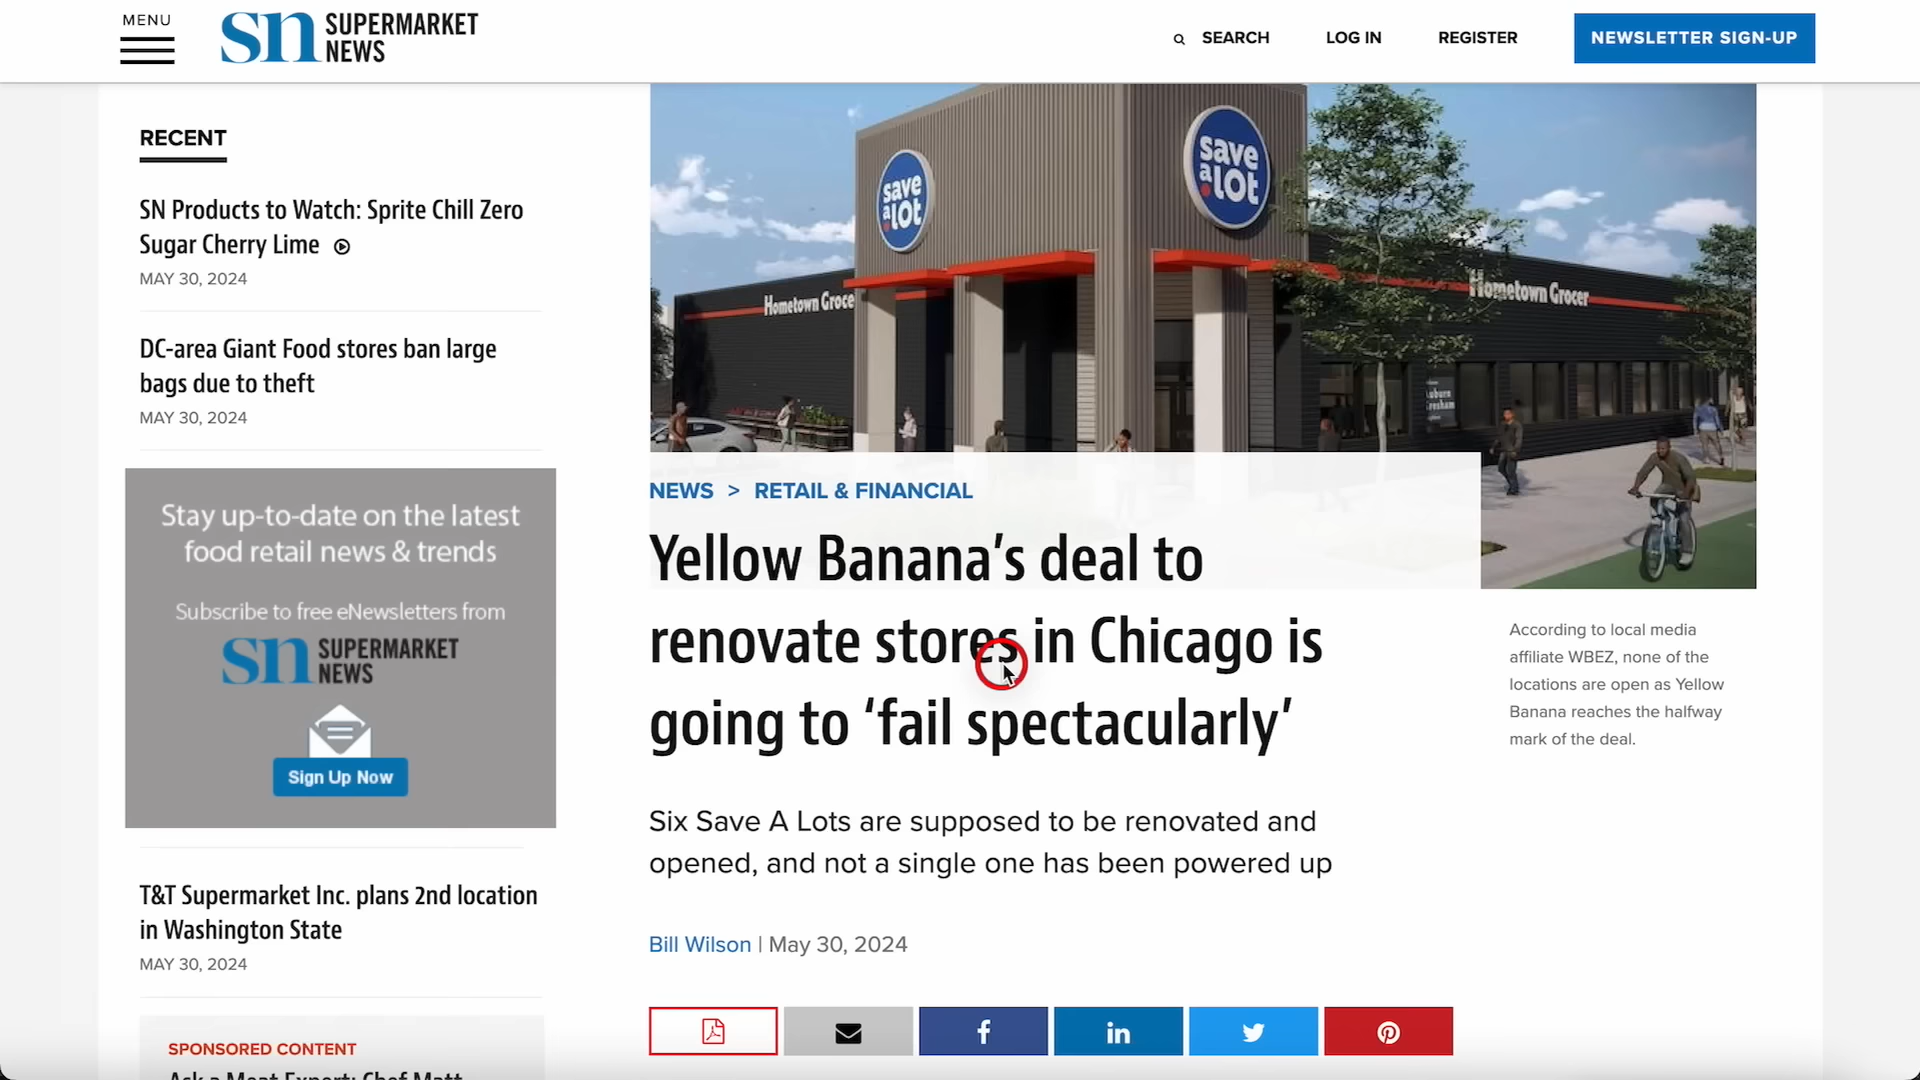 MENU
sn SUPERMARKET
NEWS
SEARCH
LOG IN
REGISTER
NEWSLETTER SIGN-UP
RECENT
SN Products to Watch: Sprite Chill Zero
Sugar Cherry Lime
MAY 30, 2024
DC-area Giant Food stores ban large
bags due to theft
MAY 30, 2024
Stay up-to-date on the latest
food retail news & trends
Subscribe to free eNewsletters from
sn SUPERMARKET
NEWS
Sign Up Now
T&T Supermarket Inc. plans 2nd location
in Washington State
MAY 30, 2024
SPONSORED CONTENT
Ask a Meat Expert: Chef Matt
save
a lot
save
a lot
Hometown Groce
Hometown Grocer
NEWS > RETAIL & FINANCIAL
Yellow Banana’s deal to
renovate stores in Chicago is
going to ‘fail spectacularly’
Six Save A Lots are supposed to be renovated and
opened, and not a single one has been powered up
Bill Wilson | May 30, 2024
f
in
According to local media
affiliate WBEZ, none of the
locations are open as Yellow
Banana reaches the halfway
mark of the deal.